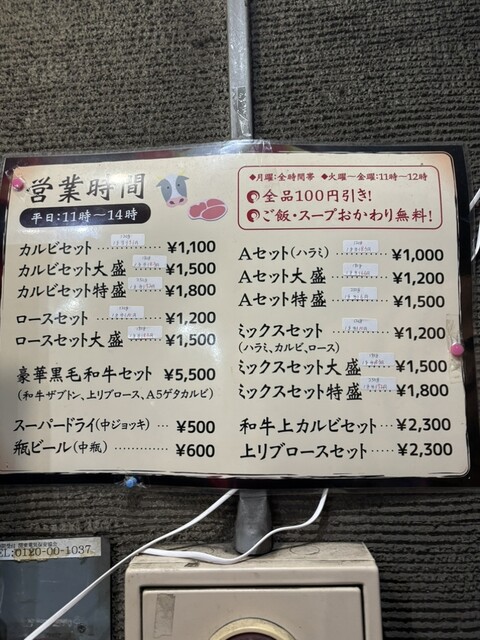 営業時間
平日:11時～14時
◆月曜:全時間帯 ◆火曜～金曜:11時～12時
全品100円引き!
ご飯・スープおかわり無料!
カルビセット ¥1,100
カルビセット大盛 ¥1,500
カルビセット特盛 ¥1,800
ロースセット ¥1,200
ロースセット大盛 ¥1,500
豪華黒毛和牛セット ¥5,500
(和牛ザブトン、上リブロース、A5ゲタカルビ)
スーパードライ(中ジョッキ) ¥500
瓶ビール(中瓶) ¥600
Aセット(ハラミ) ¥1,000
Aセット大盛 ¥1,200
Aセット特盛 ¥1,500
ミックスセット ¥1,200
(ハラミ、カルビ、ロース)
ミックスセット大盛 ¥1,500
ミックスセット特盛 ¥1,800
和牛上カルビセット ¥2,300
上リブロースセット ¥2,300
TEL:0120-00-1037